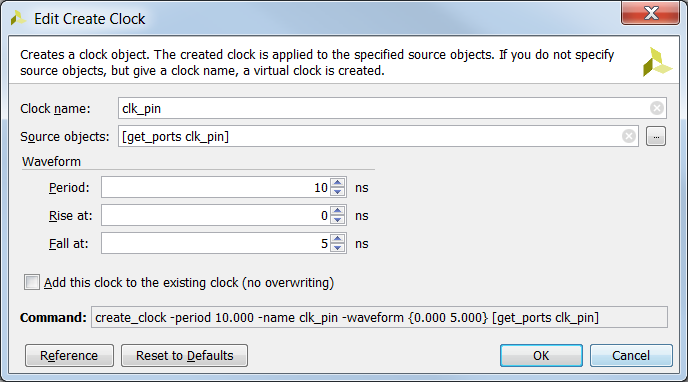 Edit Create Clock
Creates a clock object. The created clock is applied to the specified source objects. If you do not specify
source objects, but give a clock name, a virtual clock is created.
Clock name: clk_pin
Source objects: [get_ports clk_pin] ...
Waveform
Period: 10 ns
Rise at: 0 ns
Fall at: 5 ns
Add this clock to the existing clock (no overwriting)
Command: create_clock -period 10.000 -name clk_pin -waveform {0.000 5.000} [get_ports clk_pin]
Reference Reset to Defaults OK Cancel